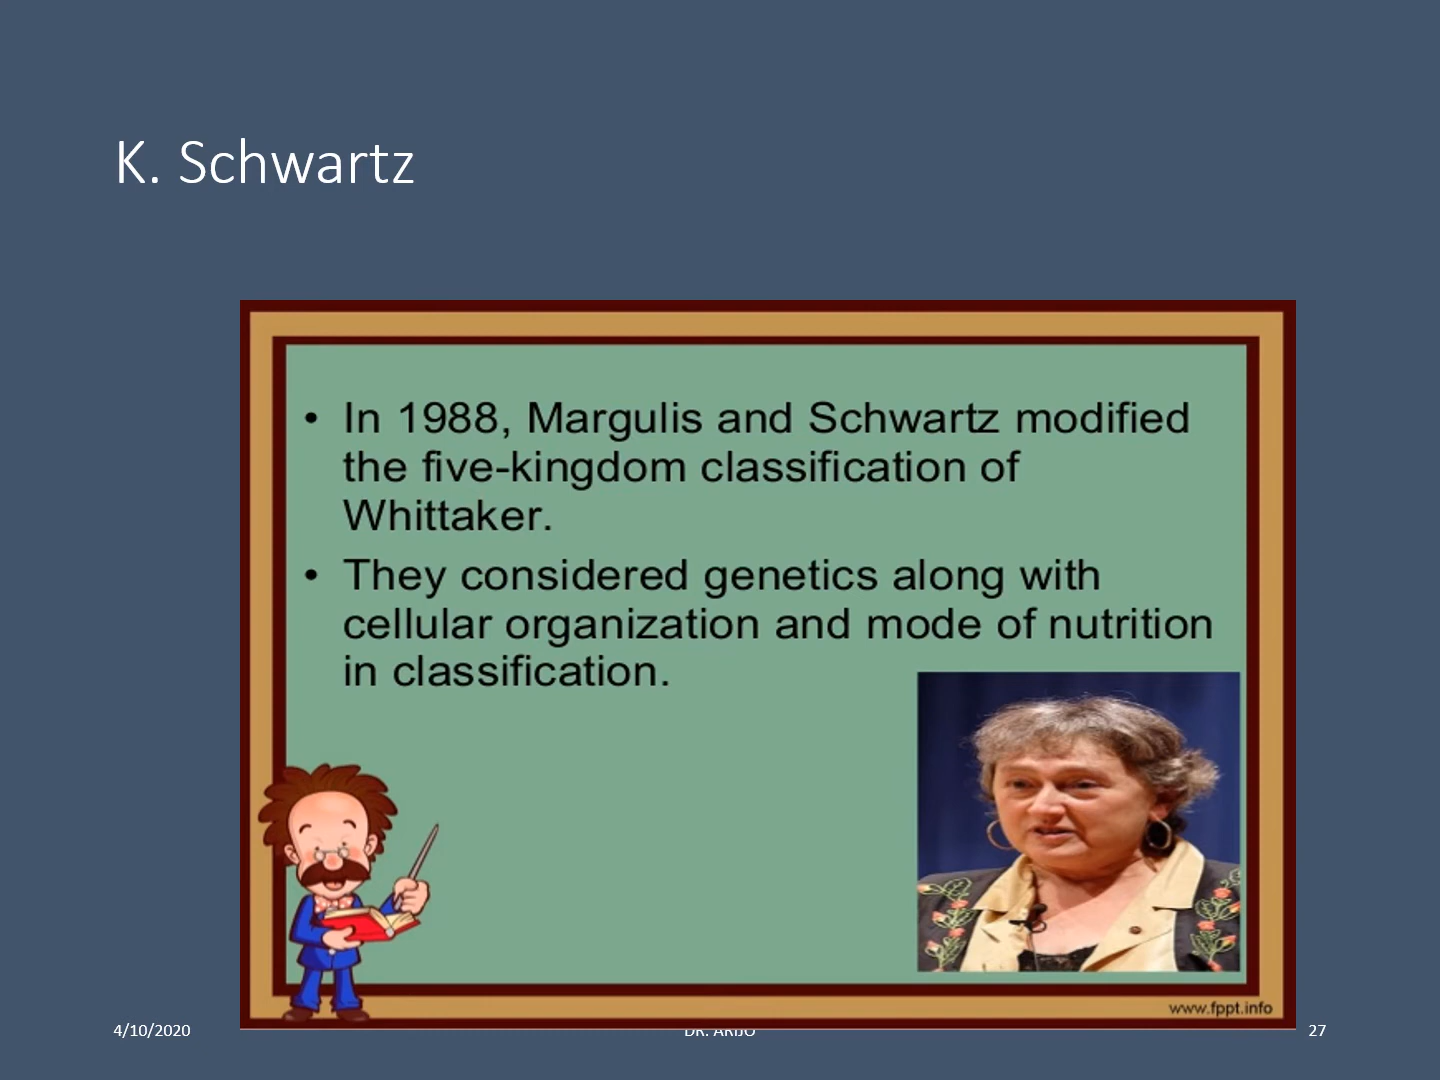 K. Schwartz
• In 1988, Margulis and Schwartz modified
the five-kingdom classification of
Whittaker.
• They considered genetics along with
cellular organization and mode of nutrition
in classification.
www.fppt.info
4/10/2020
DR. ARIJO
27